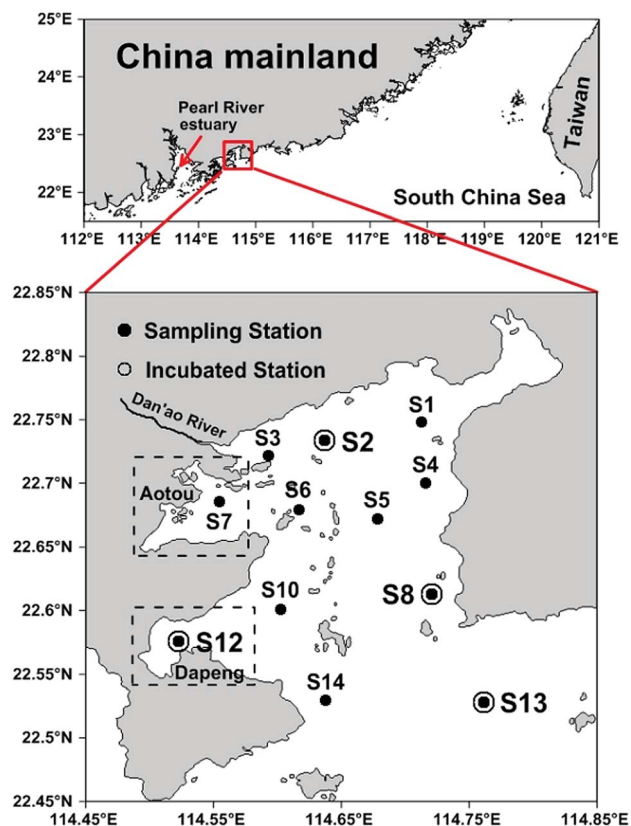 25°E
24°E
23°E
22°E
China mainland
Pearl River
estuary
Taiwan
South China Sea
112°E 113°E 114°E 115°E 116°E 117°E 118°E 119°E 120°E 121°E
22.85°N
22.8°N
22.75°N
22.7°N
22.65°N
22.6°N
22.55°N
22.5°N
22.45°N
Sampling Station
Incubated Station
Dan'ao River
S1
S3
S2
S4
Aotou
S6
S5
S7
S8
S10
S12
Dapeng
S14
S13
114.45°E 114.55°E 114.65°E 114.75°E 114.85°E